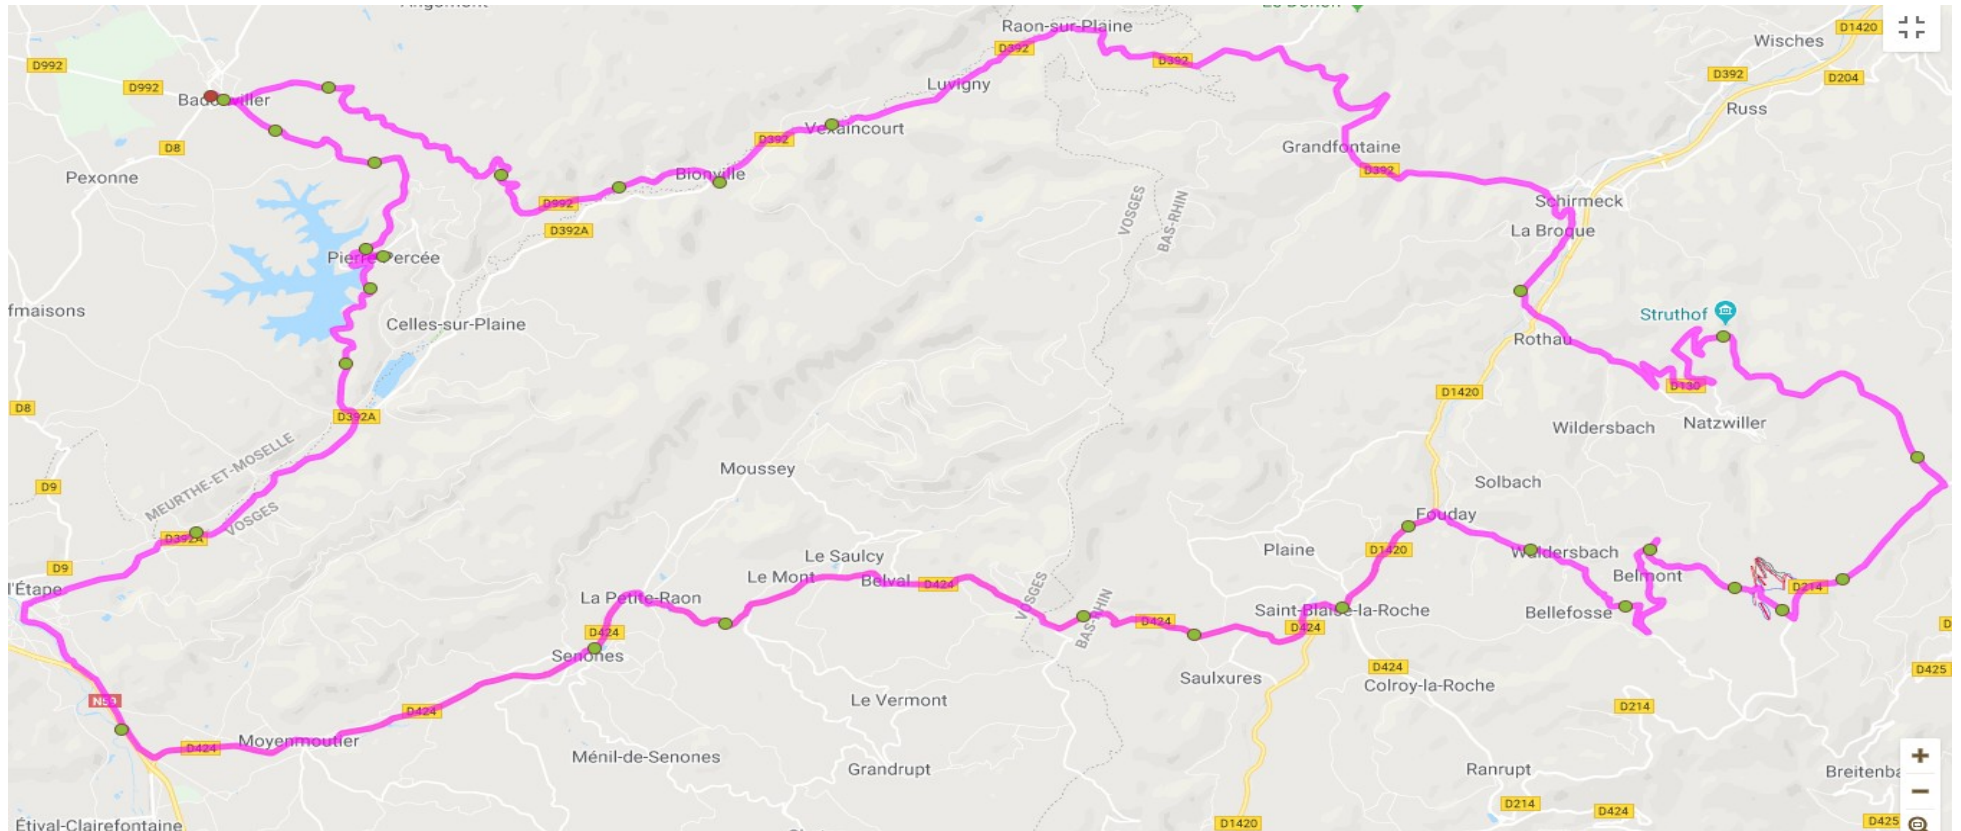 Raon-sur-Plaine
D1420
Wisches
D392
D992
D392
D392
D204
D992
Luvigny
Badonviller
Russ
Vexaincourt
D392
D8
Grandfontaine
D392
Pexonne
Bionville
D992
Schirmeck
VOSGES
BAS-RHIN
D392A
La Broque
Pierre-Percée
fmaisons
Celles-sur-Plaine
Struthof
Rothau
D130
D1420
D8
D392A
Natzwiller
Wildersbach
MEURTHE-ET-MOSELLE
VOSGES
Moussey
Solbach
D9
Fouday
D392A
Plaine
D1420
Waldersbach
Le Saulcy
D9
Le Mont
Belval
D424
Belmont
D214
l'Étape
La Petite-Raon
VOSGES
BAS-RHIN
Saint-Blaise-la-Roche
Bellefosse
D424
D424
D424
D
Senones
D424
D425
Saulxures
Colroy-la-Roche
N59
Le Vermont
D214
D424
D424
Moyenmoutier
Ménil-de-Senones
Grandrupt
Ranrupt
Breitenba
+
−
D214
D424
D1420
D425
Étival-Clairefontaine